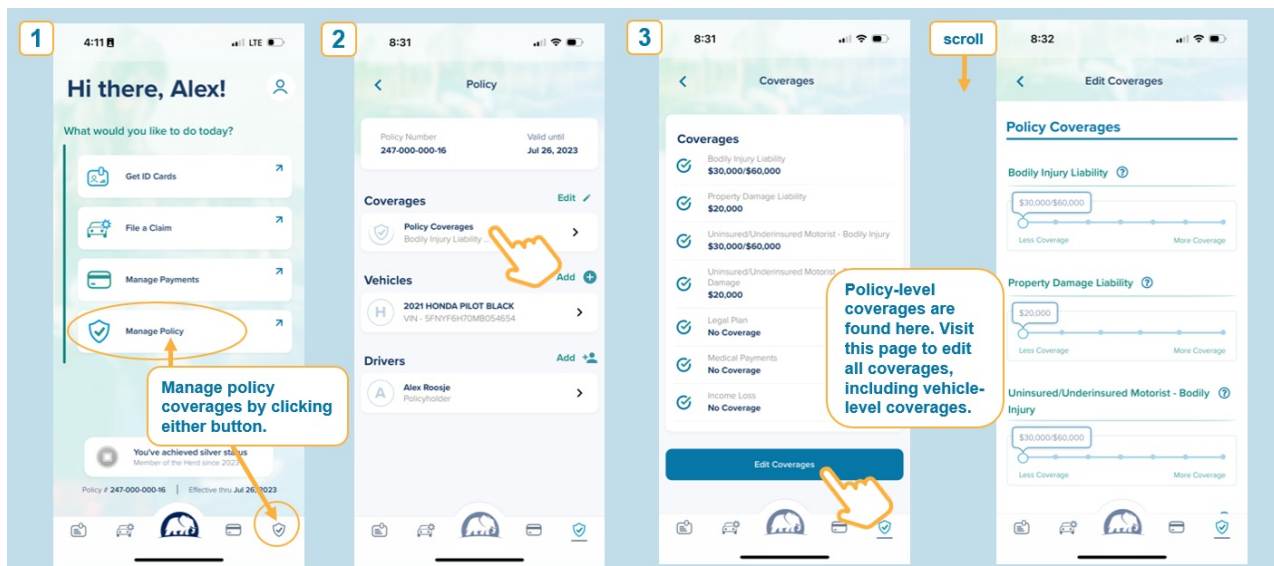 1
4:11
LTE
Hi there, Alex!
What would you like to do today?
Get ID Cards
File a Claim
Manage Payments
Manage Policy
Manage policy
coverages by clicking
either button.
You've achieved silver status
Member of the Herd since 2023
Policy # 247-000-000-16 | Effective thru Jul 26, 2023
2
8:31
Policy
Policy Number
Valid until
247-000-000-16
Jul 26, 2023
Coverages
Edit
Policy Coverages
Bodily Injury Liability ...
Vehicles
Add
H
2021 HONDA PILOT BLACK
VIN - 5FNYF6H70MB054654
Drivers
Add
A
Alex Roosje
Policyholder
3
8:31
Coverages
Coverages
Bodily Injury Liability
$30,000/$60,000
Property Damage Liability
$20,000
Uninsured/Underinsured Motorist - Bodily Injury
$30,000/$60,000
Uninsured/Underinsured Motorist -
Damage
$20,000
Legal Plan
No Coverage
Medical Payments
No Coverage
Income Loss
No Coverage
Edit Coverages
Policy-level
coverages are
found here. Visit
this page to edit
all coverages,
including vehicle-
level coverages.
scroll
8:32
Edit Coverages
Policy Coverages
Bodily Injury Liability ?
$30,000/$60,000
Less Coverage
More Coverage
Property Damage Liability ?
$20,000
Less Coverage
More Coverage
Uninsured/Underinsured Motorist - Bodily ?
Injury
$30,000/$60,000
Less Coverage
More Coverage